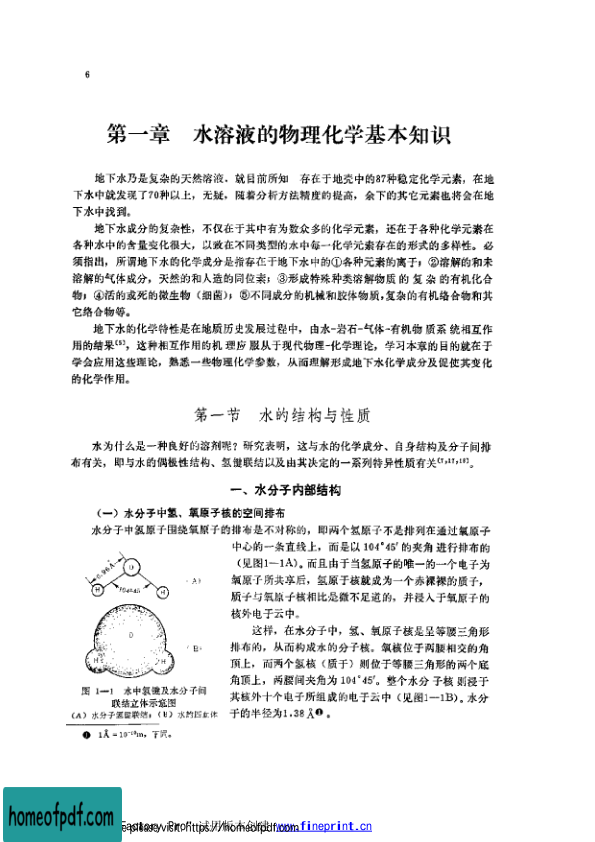 6
第一章 水溶液的物理化学基本知识
地下水乃是复杂的天然溶液。就目前所知 存在于地壳中的87种稳定化学元素，在地
下水中就发现了70种以上，无疑，随着分析方法精度的提高，余下的其它元素也将会在地
下水中找到。
地下水成分的复杂性，不仅在于其中有为数众多的化学元素，还在于各种化学元素在
各种水中的含量变化很大，以致在不同类型的水中每一化学元素存在的形式的多样性。必
须指出，所谓地下水的化学成分是指存在于地下水中的①各种元素的离子；②溶解的和未
溶解的气体成分，天然的和人造的同位素；③形成特殊种类溶解物质的复杂的有机化合
物；④活的或死的微生物（细菌）；⑤不同成分的机械和胶体物质，复杂的有机络合物和其
它络合物等。
地下水的化学特性是在地质历史发展过程中，由水-岩石-气体-有机物质系统相互作
用的结果[5]，这种相互作用的机理应服从于现代物理-化学理论，学习本章的目的就在于
学会应用这些理论，熟悉一些物理化学参数，从而理解形成地下水化学成分及促使其变化
的化学作用。
第一节 水的结构与性质
水为什么是一种良好的溶剂呢？研究表明，这与水的化学成分、自身结构及分子间排
布有关，即与水的偶极性结构、氢键联结以及由其决定的一系列特异性质有关
一、水分子内部结构
（一）水分子中氢、氧原子核的空间排布
水分子中氢原子围绕氧原子的排布是不对称的，即两个氢原子不是排列在通过氧原子
中心的一条直线上，而是以104°45′的夹角进行排布的
（见图1—1A）。而且由于当氢原子的唯一的一个电子为
氧原子所共享后，氢原子核就成为一个赤裸裸的质子，
质子与氧原子核相比是微不足道的，并浸入于氧原子的
核外电子云中。
这样，在水分子中，氢、氧原子核是呈等腰三角形
排布的，从而构成水的分子核。氧核位于两腰相交的角
顶上，而两个氢核（质子）则位于等腰三角形的两个底
角顶上，两腰间夹角为104°45′。整个水分子核则浸于
其核外十个电子所组成的电子云中（见图1—1B）。水分
子的半径为1.38Å❶。
0.96Å
O
H
H
104°45′
A)
O
H
H
B)
图 1—1 水中氢键及水分子间
联结立体示意图
（A）水分子氢键联结；（B）水的四面体
❶ 1Å=10⁻¹⁰m，下同。
homeofpdf.com
Factory Pro" 试用版本创建 www.fineprint.cn
please visit: https://homeofpdf.com